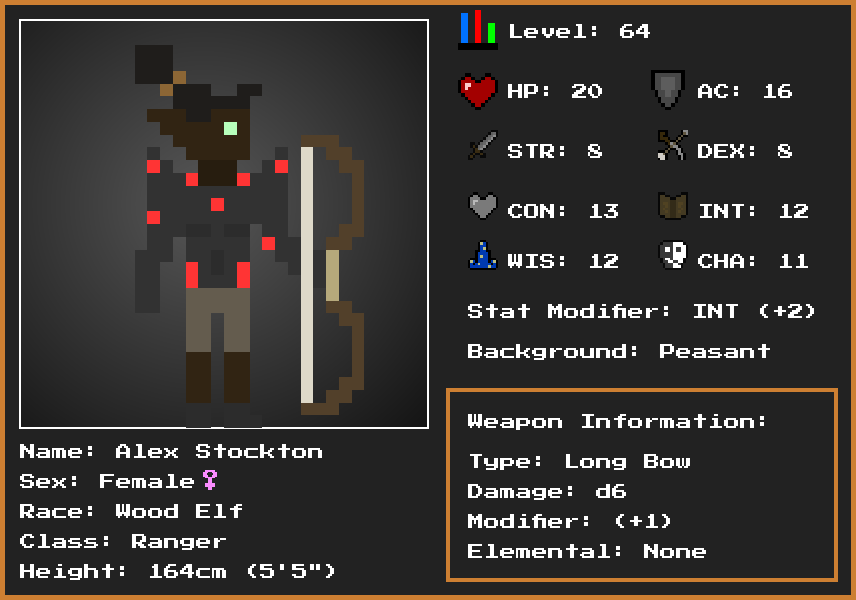 Level: 64
HP: 20
AC: 16
STR: 8
DEX: 8
CON: 13
INT: 12
WIS: 12
CHA: 11
Stat Modifier: INT (+2)
Background: Peasant
Weapon Information:
Type: Long Bow
Damage: d6
Modifier: (+1)
Elemental: None
Name: Alex Stockton
Sex: Female♀
Race: Wood Elf
Class: Ranger
Height: 164cm (5'5")